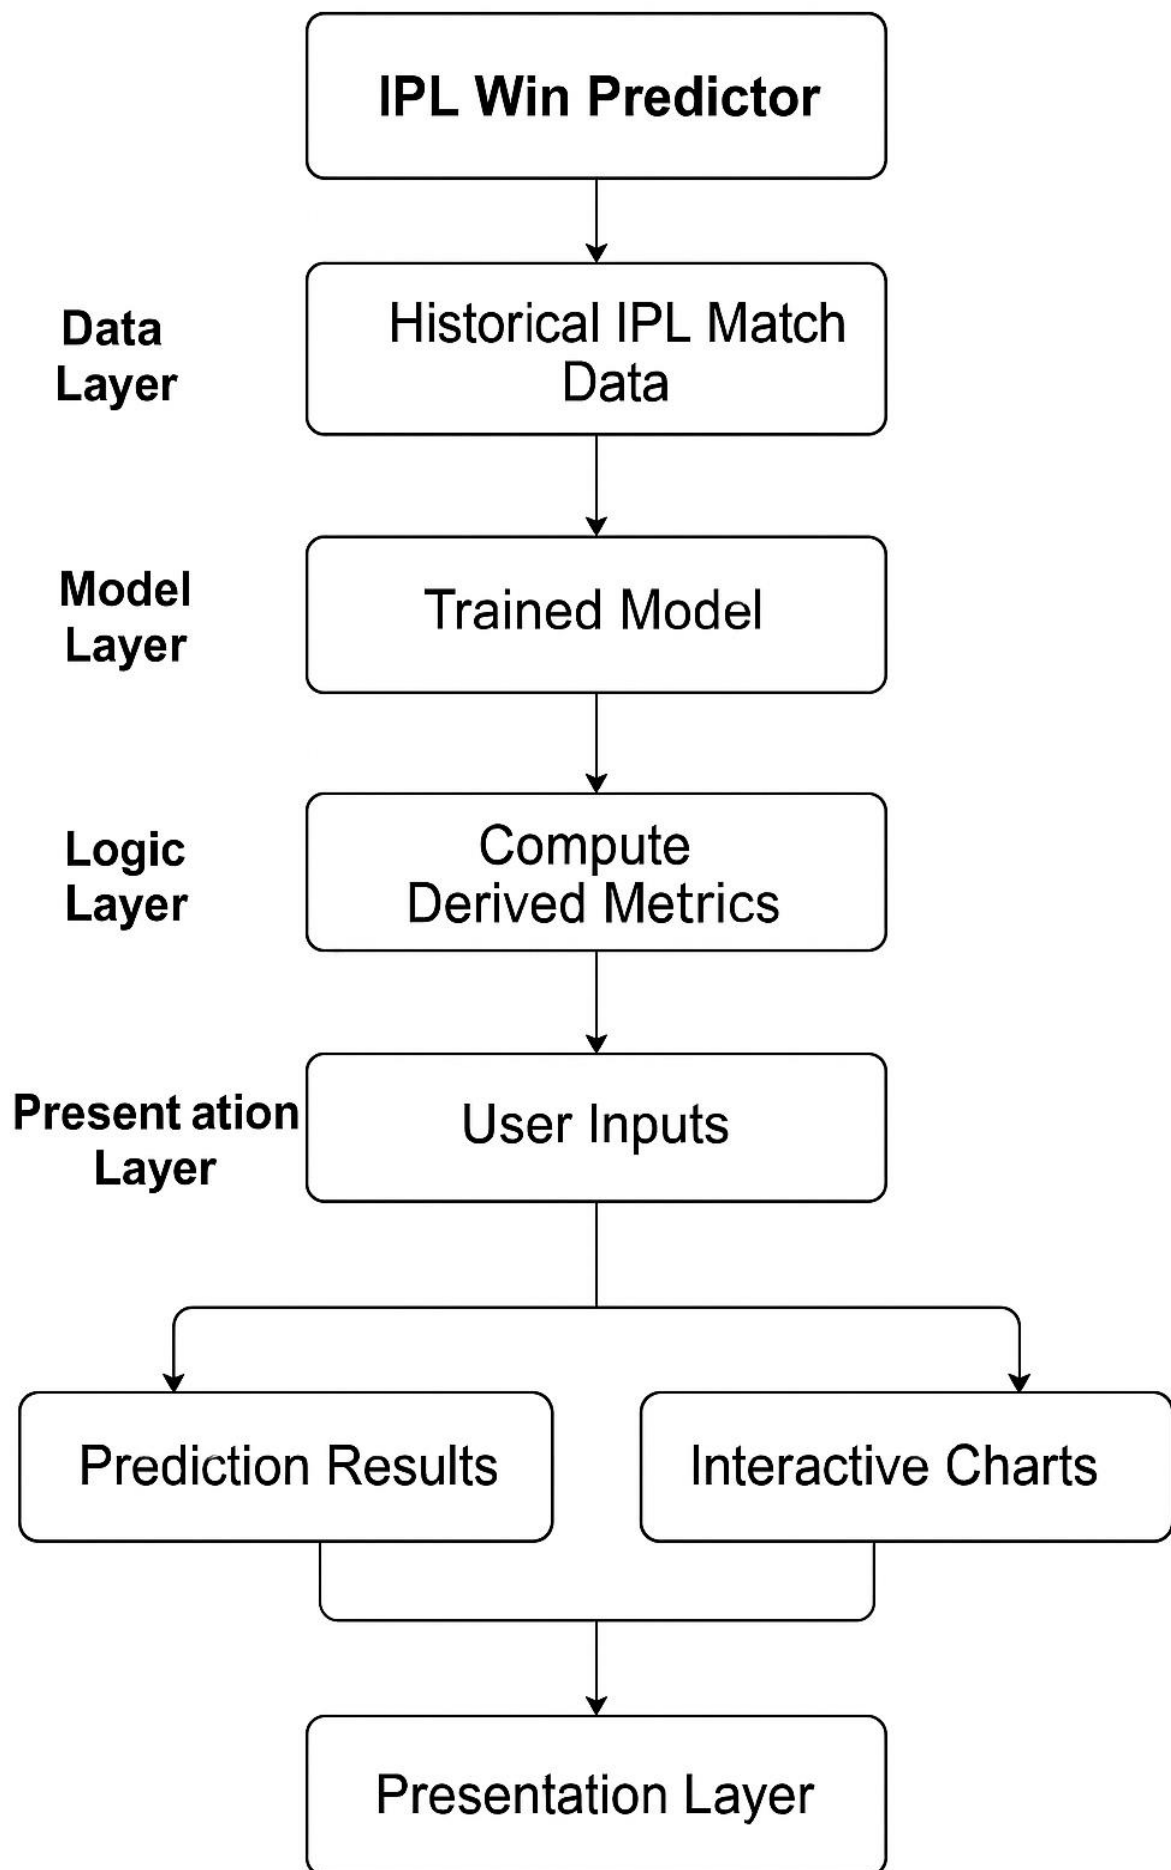 IPL Win Predictor
Data
Layer
Historical IPL Match
Data
Model
Layer
Trained Model
Logic
Layer
Compute
Derived Metrics
Present ation
Layer
User Inputs
Prediction Results
Interactive Charts
Presentation Layer